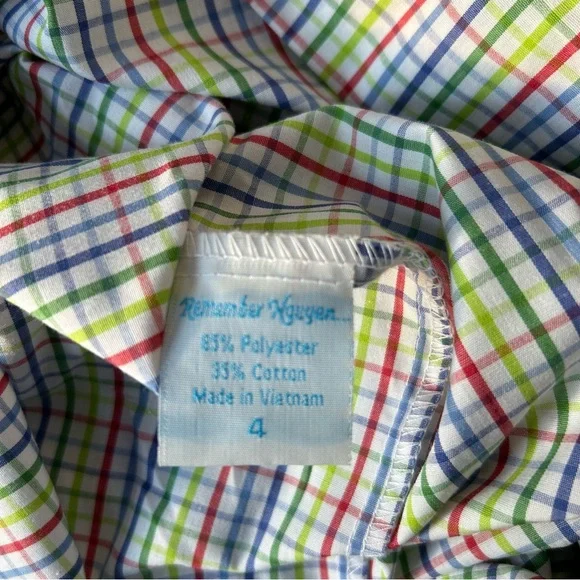 Remember Nguyen...
65% Polyester
35% Cotton
Made in Vietnam
4